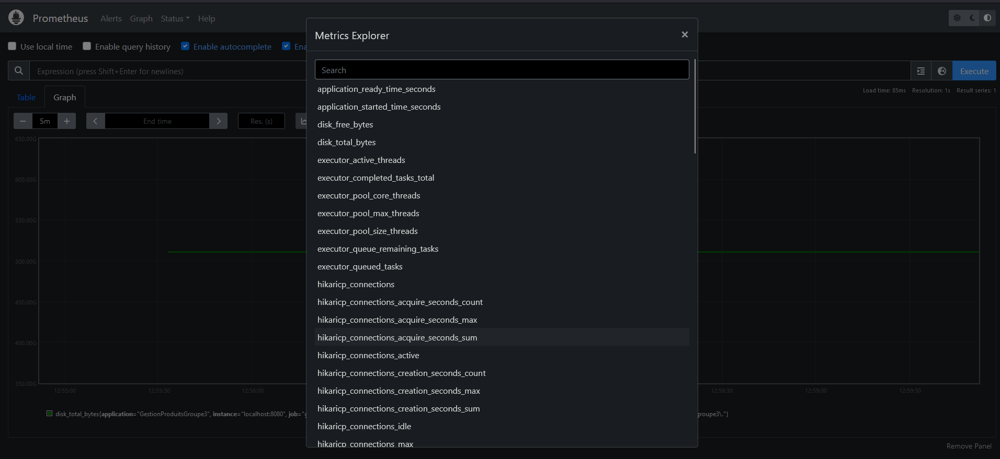 Prometheus Alerts Graph Status Help
Use local time Enable query history Enable autocomplete
Expression (press Shift+Enter for newlines)
Execute
Table Graph
Load time: 85ms Resolution: 1s Result series: 1
5m End time Res. (s)
650.00G
600.00G
550.00G
500.00G
450.00G
400.00G
350.00G
12:55:00 12:55:30 12:56:00 12:58:30 12:59:00 12:59:30
disk_total_bytes{application="GestionProduitsGroupe3", instance="localhost:8080", job="
groupe3\."}
Remove Panel
Metrics Explorer
Search
application_ready_time_seconds
application_started_time_seconds
disk_free_bytes
disk_total_bytes
executor_active_threads
executor_completed_tasks_total
executor_pool_core_threads
executor_pool_max_threads
executor_pool_size_threads
executor_queue_remaining_tasks
executor_queued_tasks
hikaricp_connections
hikaricp_connections_acquire_seconds_count
hikaricp_connections_acquire_seconds_max
hikaricp_connections_acquire_seconds_sum
hikaricp_connections_active
hikaricp_connections_creation_seconds_count
hikaricp_connections_creation_seconds_max
hikaricp_connections_creation_seconds_sum
hikaricp_connections_idle
hikaricp_connections_max